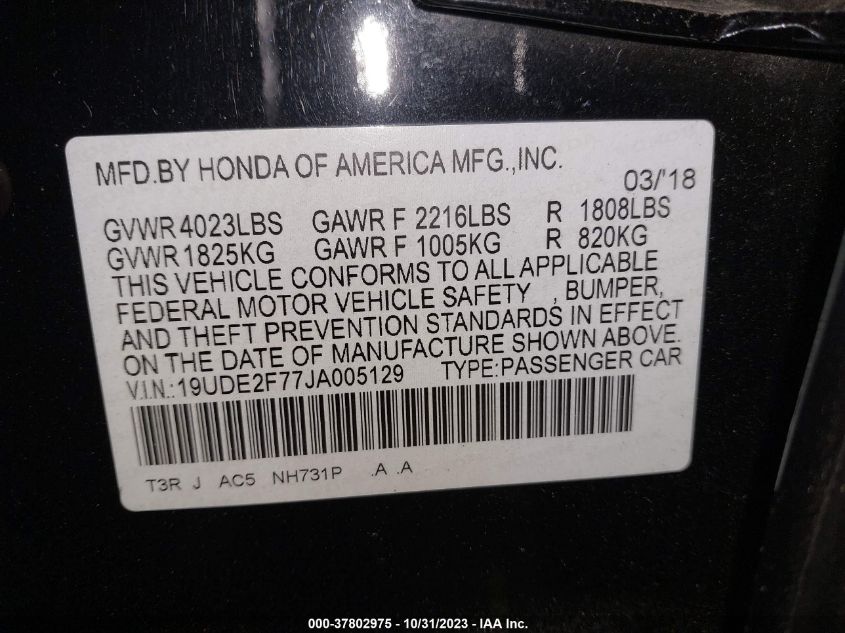 MFD.BY HONDA OF AMERICA MFG.,INC.
03/'18
GVWR 4023LBS GAWR F 2216LBS R 1808LBS
GVWR 1825KG GAWR F 1005KG R 820KG
THIS VEHICLE CONFORMS TO ALL APPLICABLE
FEDERAL MOTOR VEHICLE SAFETY , BUMPER,
AND THEFT PREVENTION STANDARDS IN EFFECT
ON THE DATE OF MANUFACTURE SHOWN ABOVE.
V.I.N.:19UDE2F77JA005129 TYPE:PASSENGER CAR
T3R J AC5 NH731P .A .A
000-37802975 - 10/31/2023 - IAA Inc.